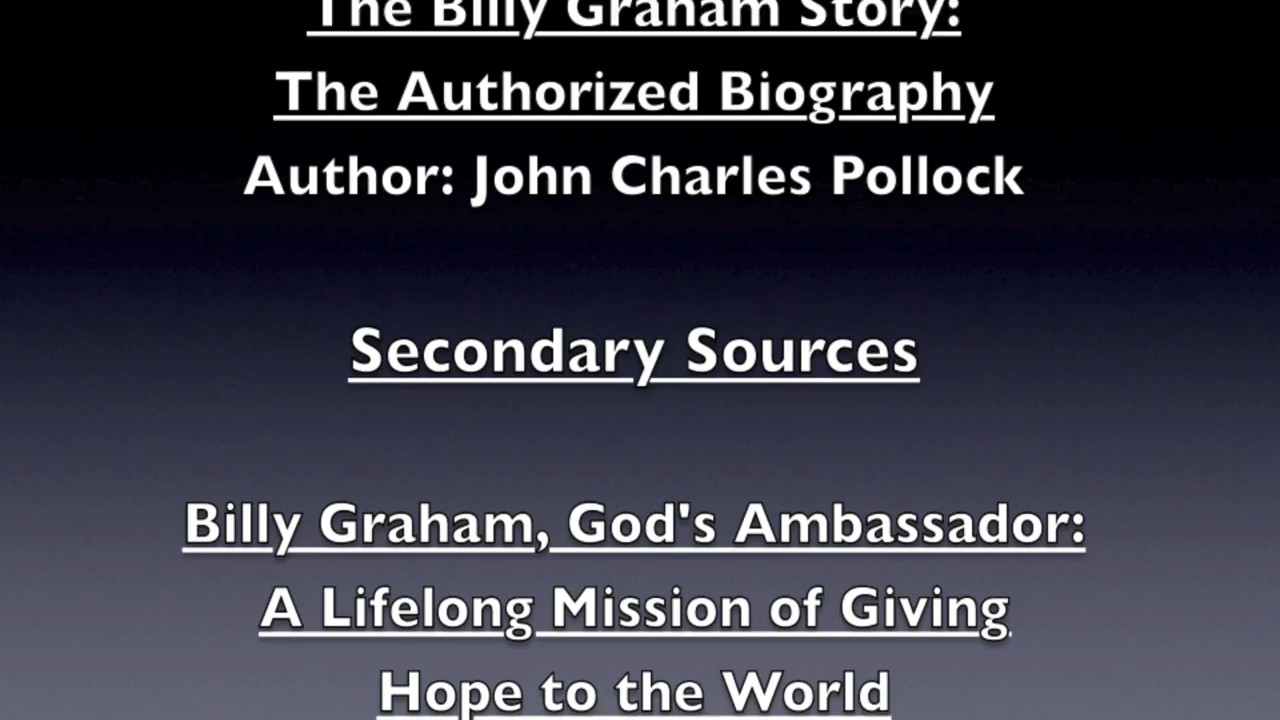 The Billy Graham Story:
The Authorized Biography
Author: John Charles Pollock
Secondary Sources
Billy Graham, God's Ambassador:
A Lifelong Mission of Giving
Hope to the World